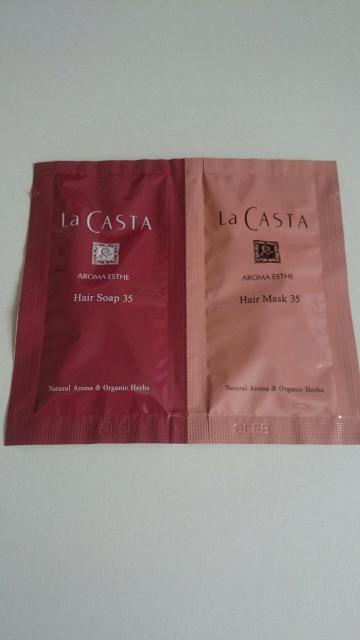 La CASTA
AROMA ESTHE
Hair Soap 35
Natural Aroma & Organic Herbs
La CASTA
AROMA ESTHE
Hair Mask 35
Natural Aroma & Organic Herbs